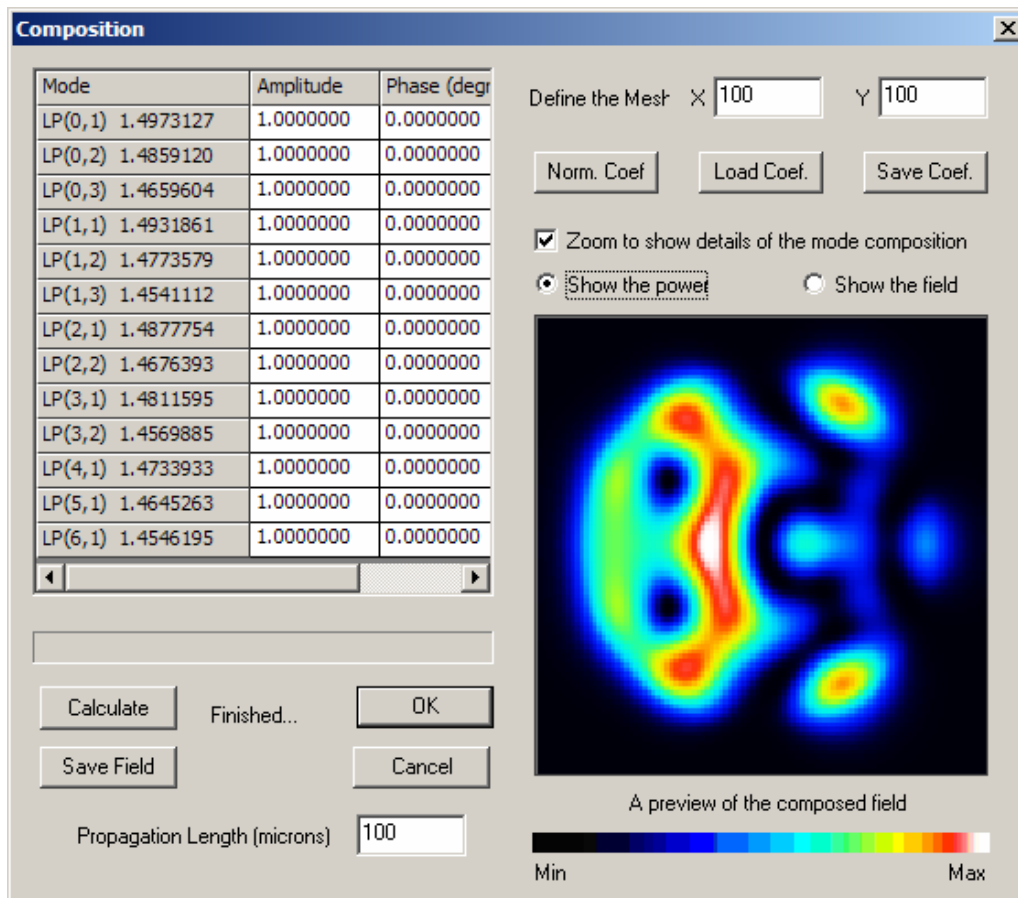 Composition
Mode Amplitude Phase (degr
LP(0,1) 1.4973127 1.0000000 0.0000000
LP(0,2) 1.4859120 1.0000000 0.0000000
LP(0,3) 1.4659604 1.0000000 0.0000000
LP(1,1) 1.4931861 1.0000000 0.0000000
LP(1,2) 1.4773579 1.0000000 0.0000000
LP(1,3) 1.4541112 1.0000000 0.0000000
LP(2,1) 1.4877754 1.0000000 0.0000000
LP(2,2) 1.4676393 1.0000000 0.0000000
LP(3,1) 1.4811595 1.0000000 0.0000000
LP(3,2) 1.4569885 1.0000000 0.0000000
LP(4,1) 1.4733933 1.0000000 0.0000000
LP(5,1) 1.4645263 1.0000000 0.0000000
LP(6,1) 1.4546195 1.0000000 0.0000000
Calculate Finished... OK
Save Field Cancel
Propagation Length (microns) 100
Define the Mesh X 100 Y 100
Norm. Coef Load Coef. Save Coef.
Zoom to show details of the mode composition
Show the power Show the field
A preview of the composed field
Min Max